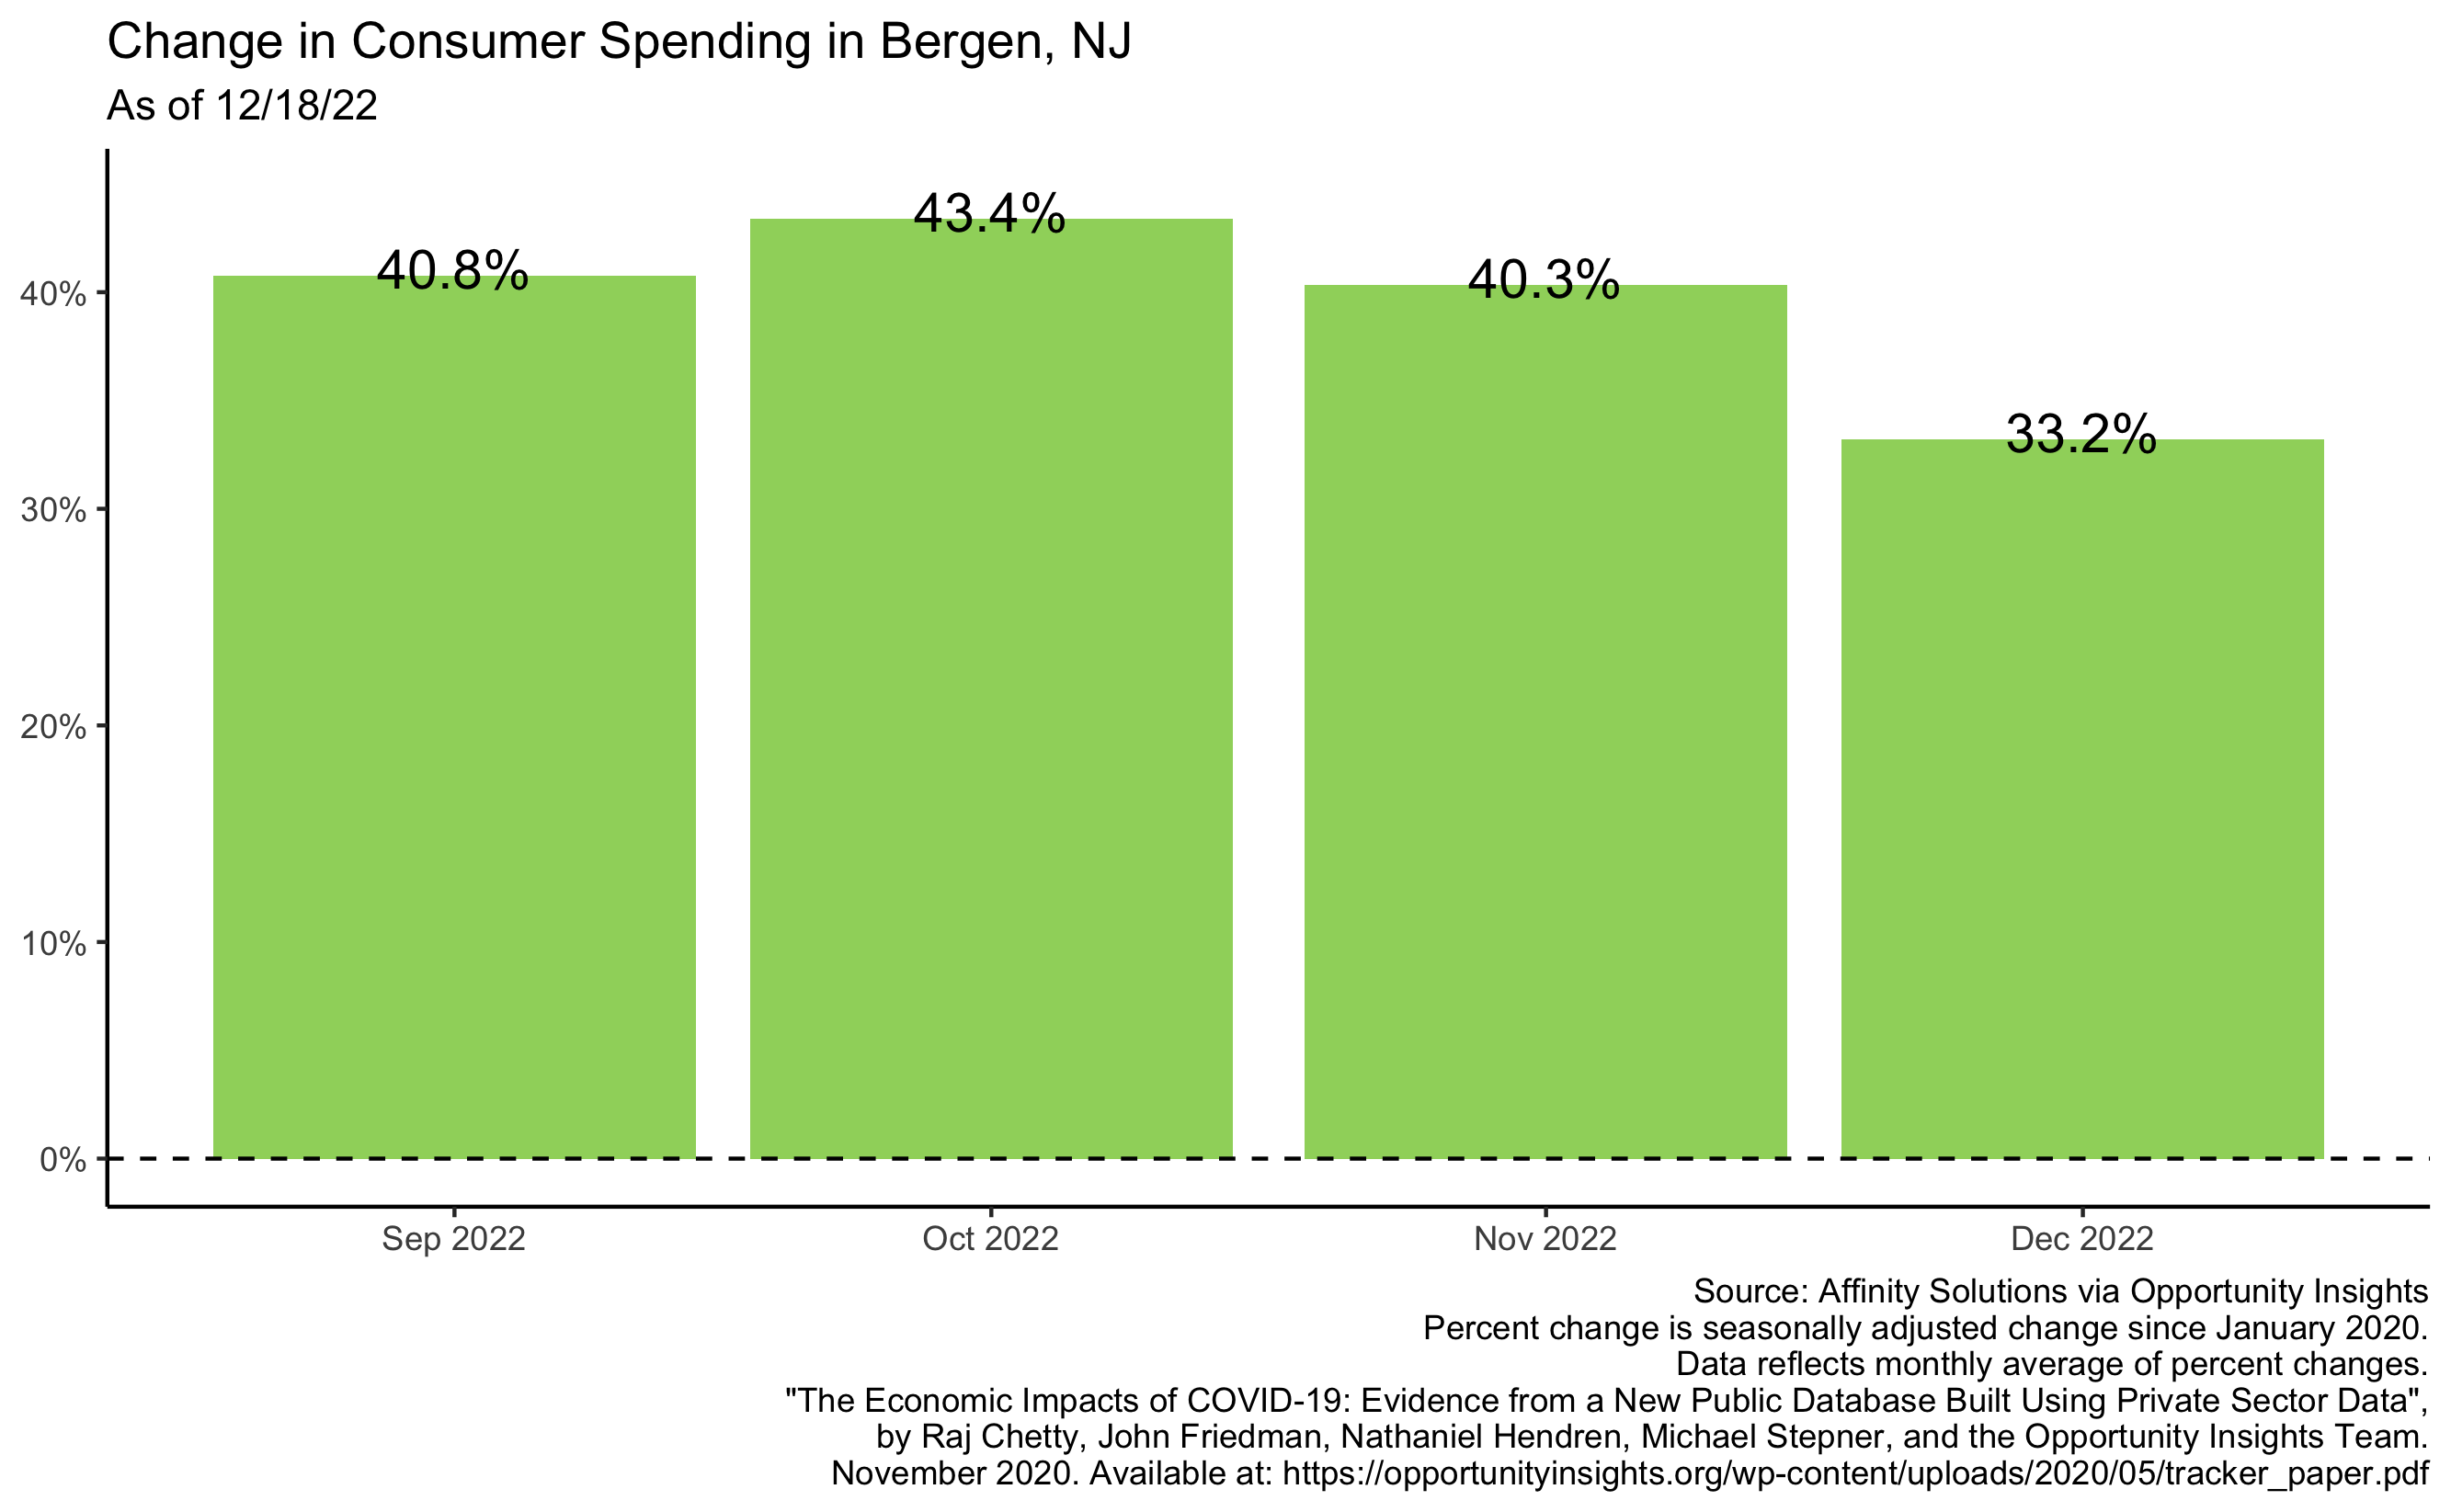 Change in Consumer Spending in Bergen, NJ
As of 12/18/22
43.4%
40.8%
40.3%
33.2%
40%
30%
20%
10%
0%
Sep 2022
Oct 2022
Nov 2022
Dec 2022
Source: Affinity Solutions via Opportunity Insights
Percent change is seasonally adjusted change since January 2020.
Data reflects monthly average of percent changes.
"The Economic Impacts of COVID-19: Evidence from a New Public Database Built Using Private Sector Data",
by Raj Chetty, John Friedman, Nathaniel Hendren, Michael Stepner, and the Opportunity Insights Team.
November 2020. Available at: https://opportunityinsights.org/wp-content/uploads/2020/05/tracker_paper.pdf